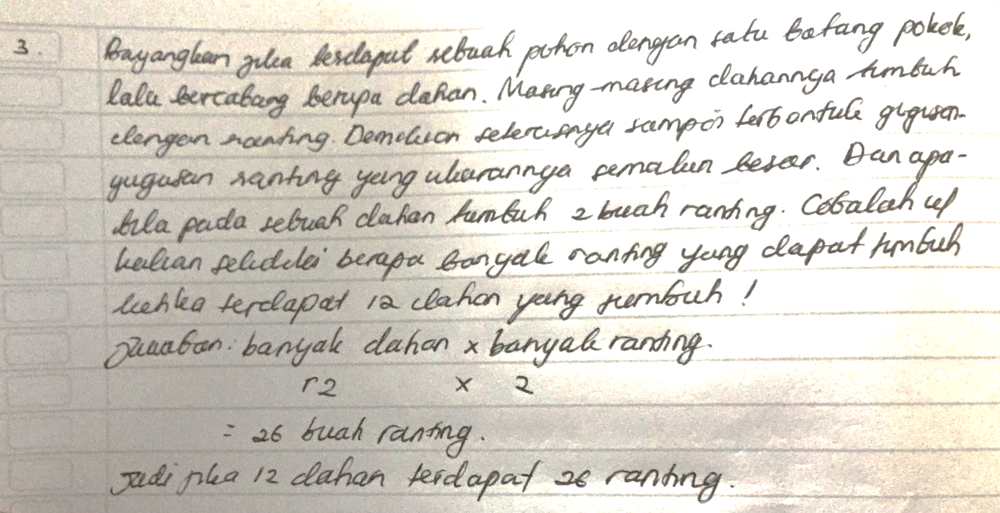 3. Bayangkan jika terdapat sebuah pohon dengan satu batang pokok,
lalu bercabang berupa dahan. Masing-masing dahannya tumbuh
dengan ranting. Demikian seterusnya sampai terbentuk gugusan-
gugusan ranting yang ukurannya semakin besar. Dan apa-
bila pada sebuah dahan tumbuh 2 buah ranting. Cobalah
kalian selidiki berapa banyak ranting yang dapat tumbuh
ketika terdapat 12 dahan yang tumbuh!
Jawaban: banyak dahan x banyak ranting.
12 x 2
= 26 buah ranting.
Jadi jika 12 dahan terdapat 26 ranting.